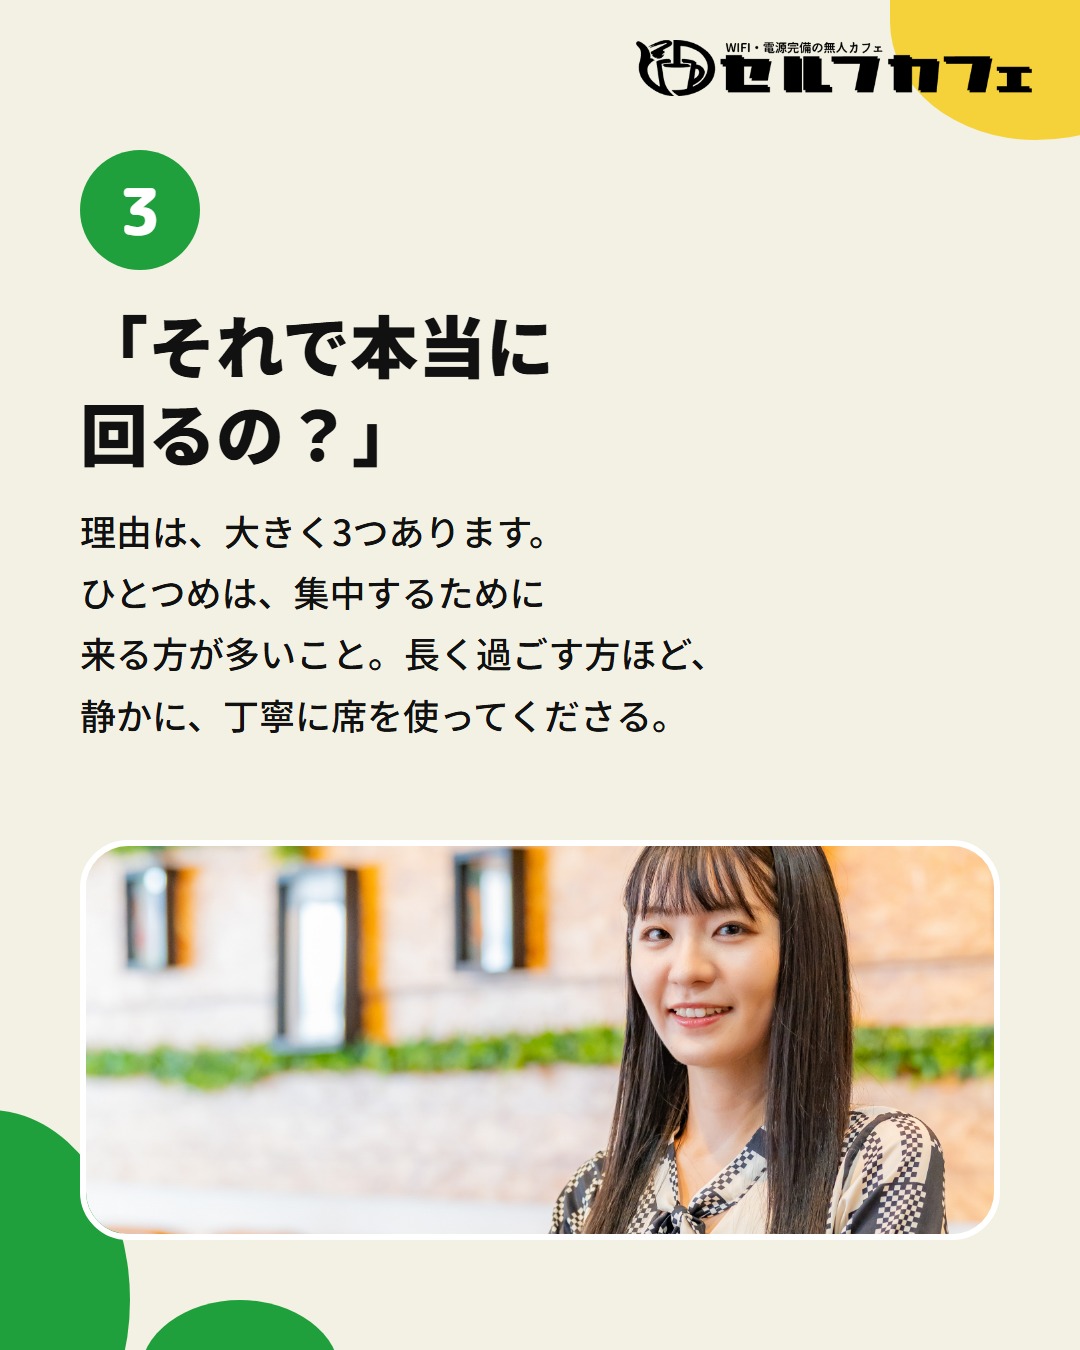 WIFI・電源完備の無人カフェ
セルフカフェ
3
「それで本当に
回るの？」
理由は、大きく3つあります。
ひとつめは、集中するために
来る方が多いこと。長く過ごす方ほど、
静かに、丁寧に席を使ってくださる。